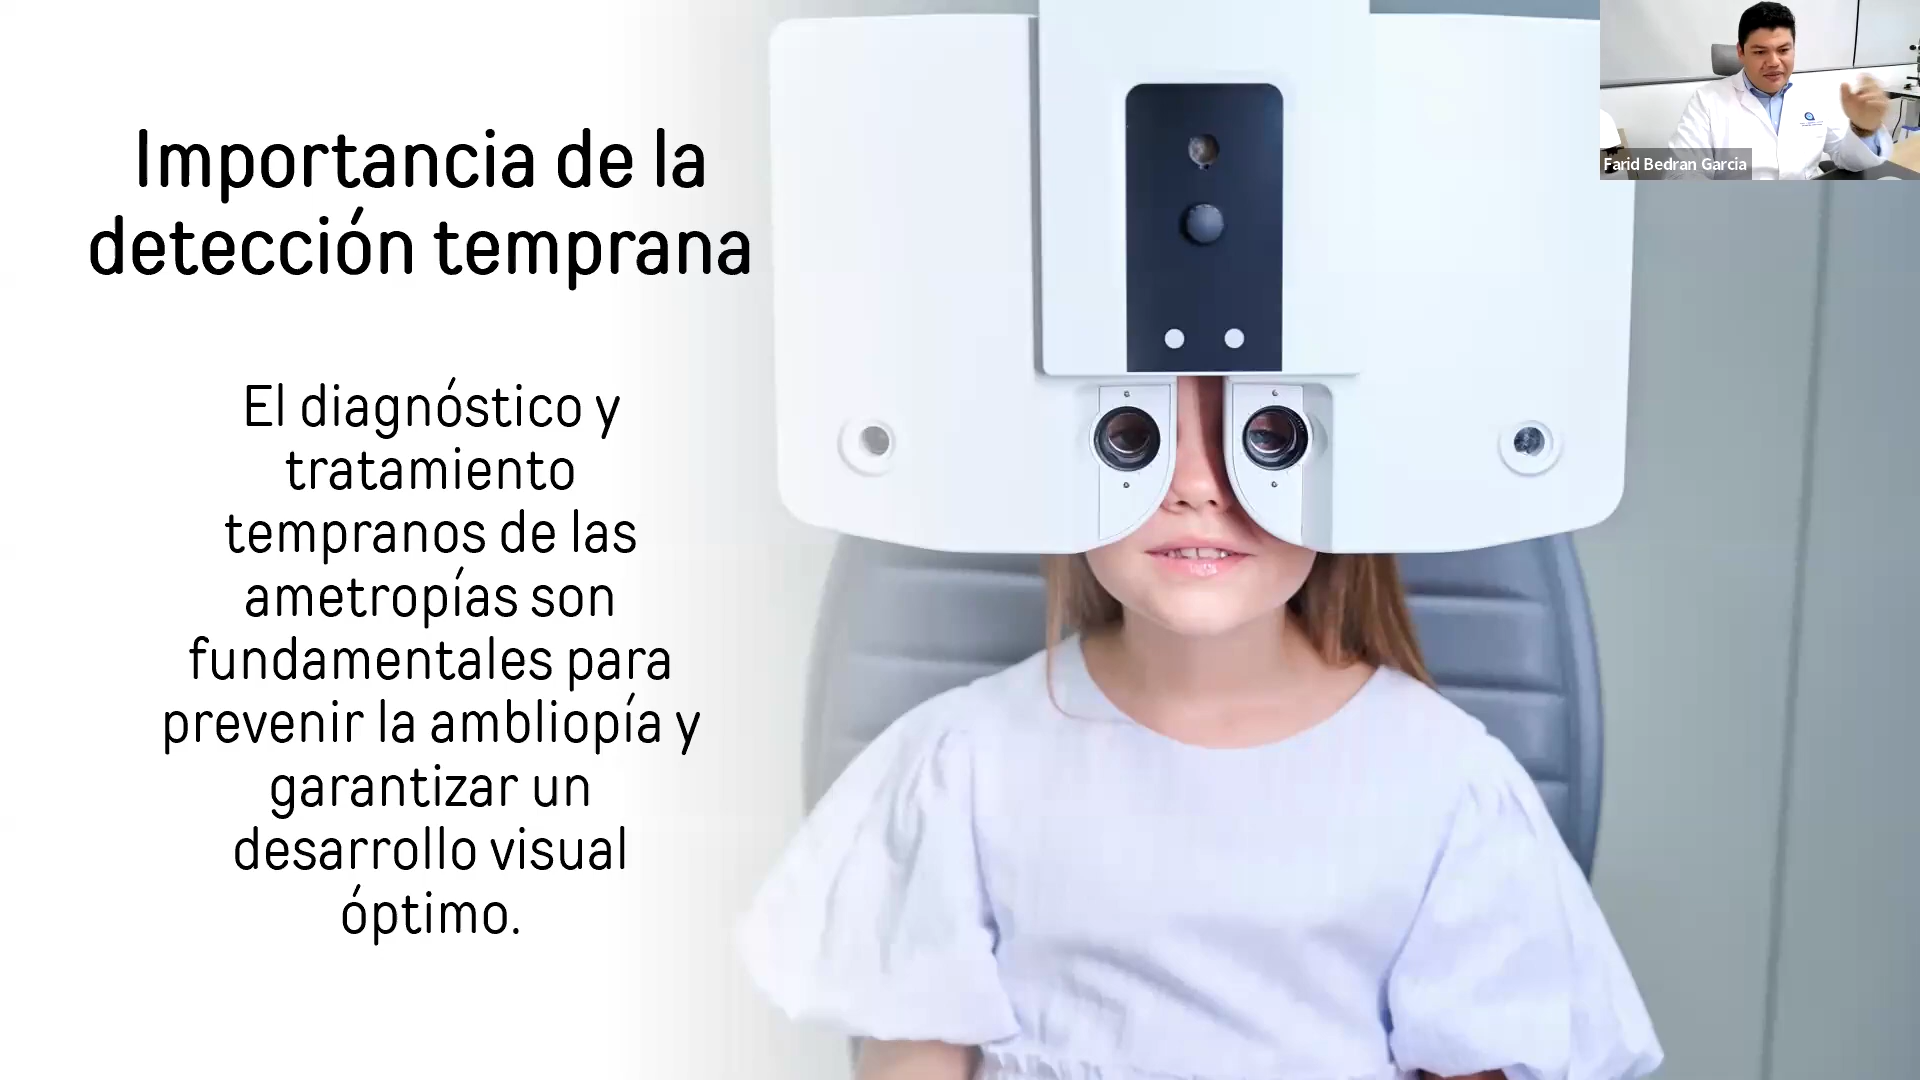 Importancia de la
detección temprana
El diagnóstico y
tratamiento
tempranos de las
ametropías son
fundamentales para
prevenir la ambliopía y
garantizar un
desarrollo visual
óptimo.
Farid Bedran Garcia